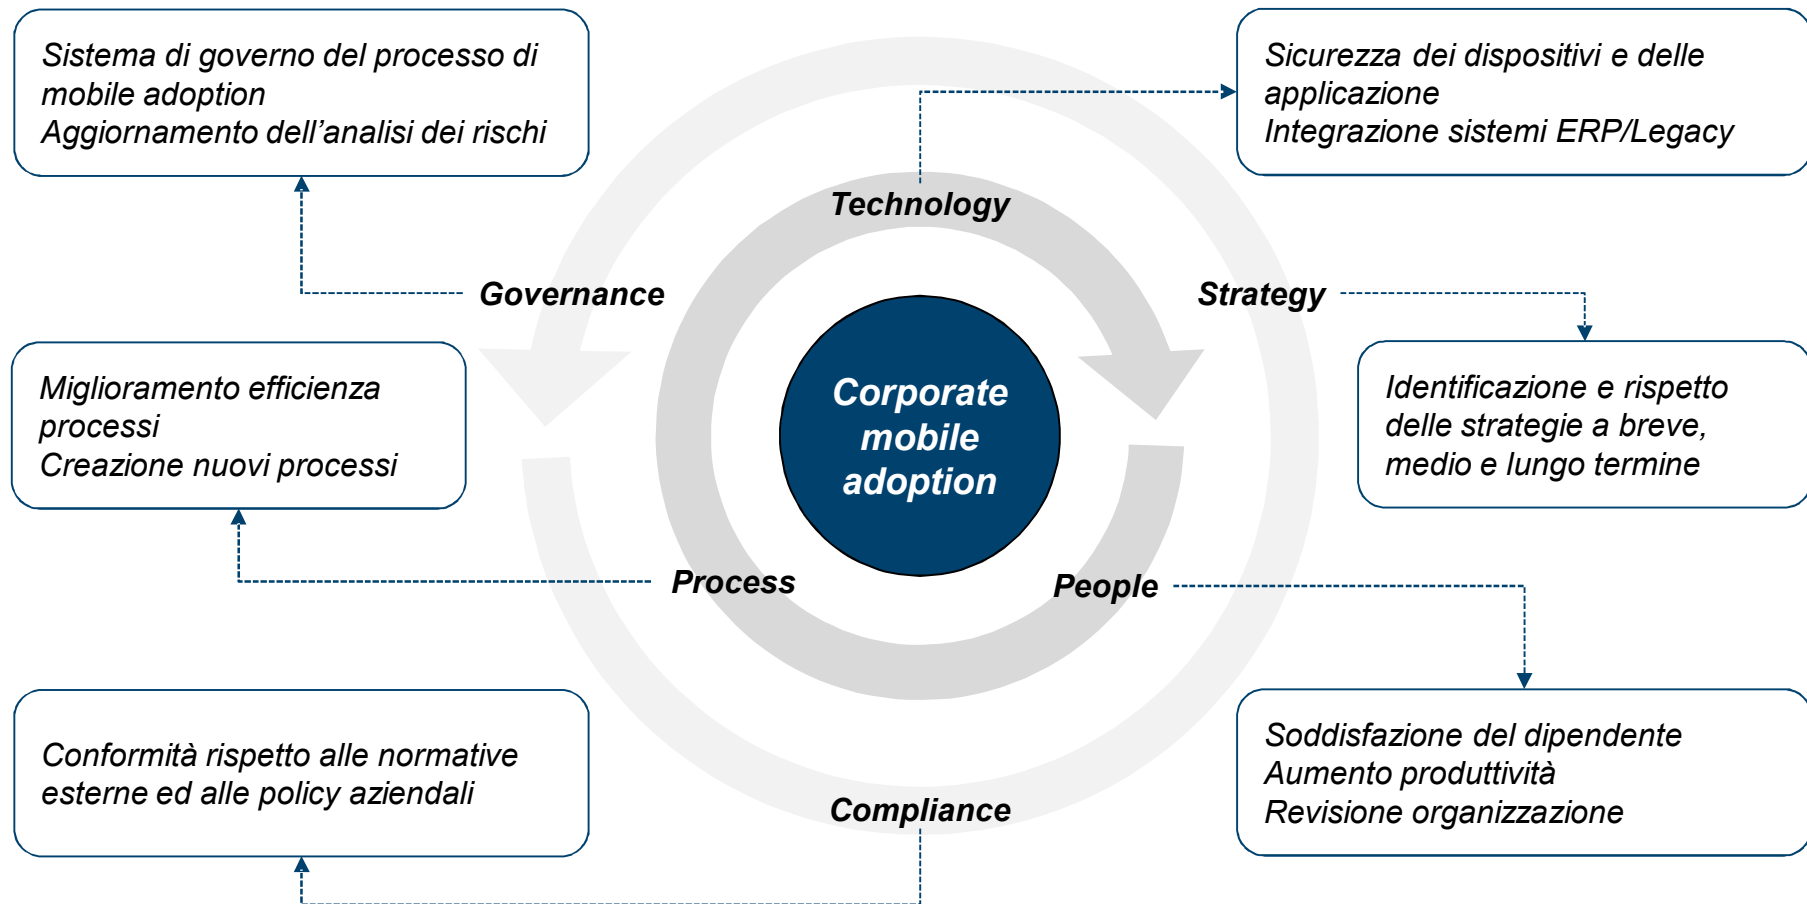 Sistema di governo del processo di
mobile adoption
Aggiornamento dell’analisi dei rischi
Sicurezza dei dispositivi e delle
applicazione
Integrazione sistemi ERP/Legacy
Technology
Governance
Strategy
Miglioramento efficienza
processi
Creazione nuovi processi
Corporate
mobile
adoption
Identificazione e rispetto
delle strategie a breve,
medio e lungo termine
Process
People
Conformità rispetto alle normative
esterne ed alle policy aziendali
Compliance
Soddisfazione del dipendente
Aumento produttività
Revisione organizzazione